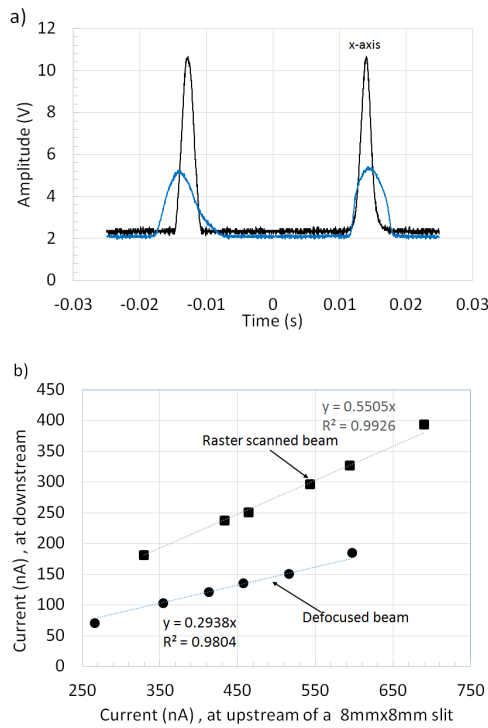 a)
x-axis
12
10
8
6
4
2
0
Amplitude (V)
-0.03 -0.02 -0.01 0 0.01 0.02 0.03
Time (s)
b)
450
400
350
300
250
200
150
100
50
0
Current (nA) , at downstream
y = 0.5505x
R² = 0.9926
Raster scanned beam
Defocused beam
y = 0.2938x
R² = 0.9804
250 350 450 550 650 750
Current (nA) , at upstream of a 8mmx8mm slit